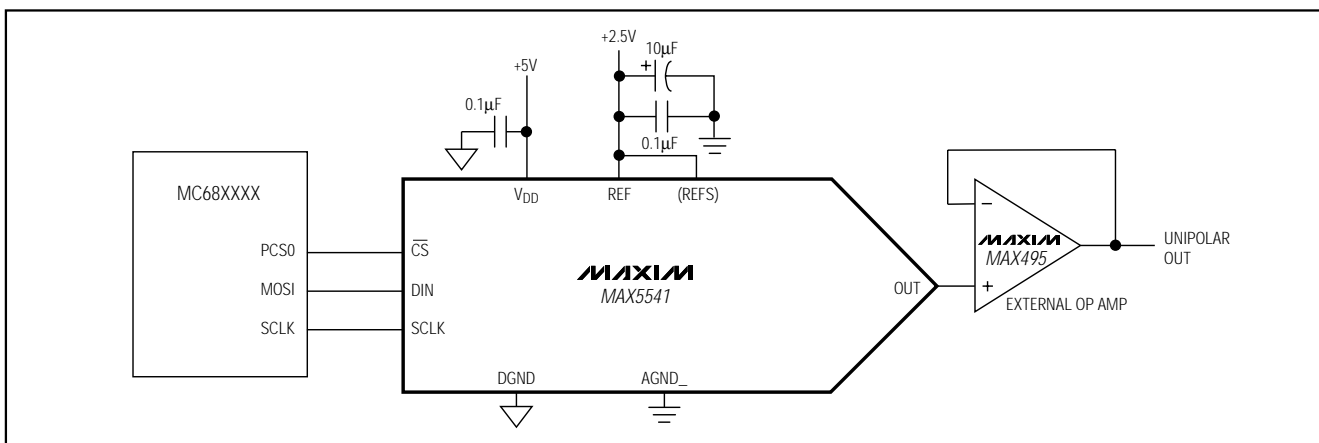 +2.5V
10µF
+
+5V
0.1µF
0.1µF
MC68XXXX
V_DD
REF
(REFS)
PCS0
CS
MOSI
DIN
SCLK
SCLK
MAXIM
MAX5541
OUT
DGND
AGND_
−
MAXIM
MAX495
+
UNIPOLAR
OUT
EXTERNAL OP AMP